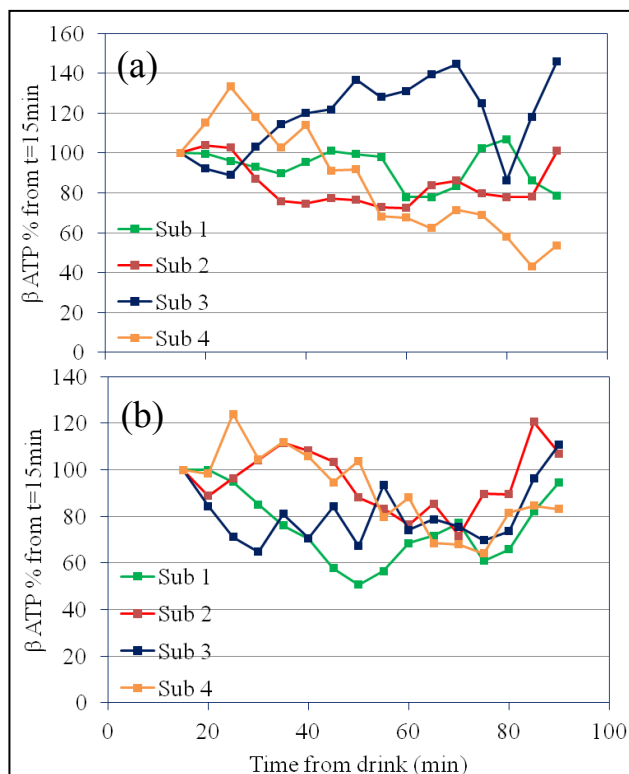 160
(a)
140
120
100
80
60
40
20
0
β ATP % from t=15min
Sub 1
Sub 2
Sub 3
Sub 4
140
(b)
120
100
80
60
40
20
0
β ATP % from t=15min
Sub 1
Sub 2
Sub 3
Sub 4
0 20 40 60 80 100
Time from drink (min)